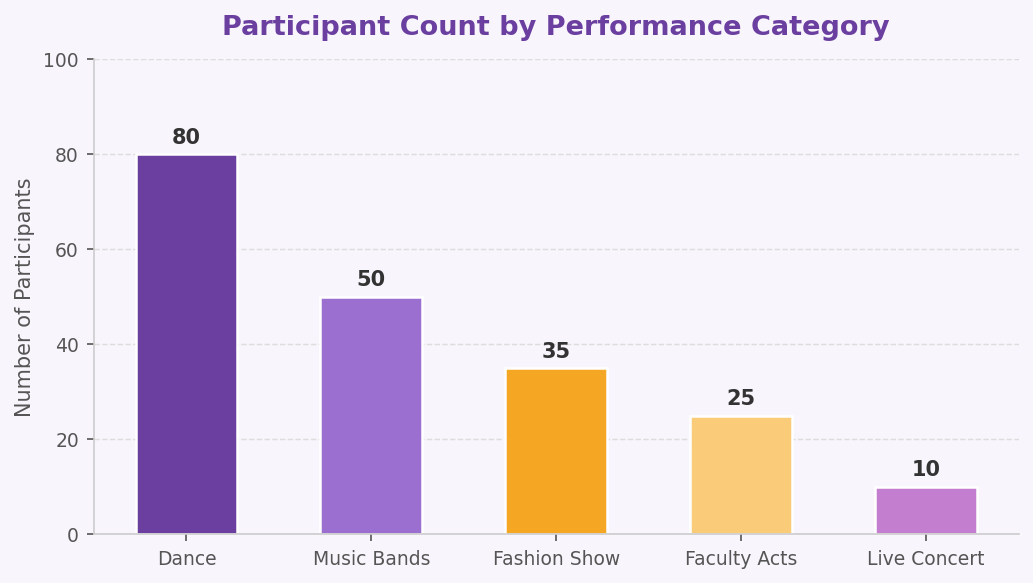 Participant Count by Performance Category
Number of Participants
100
80
60
40
20
0
80
50
35
25
10
Dance
Music Bands
Fashion Show
Faculty Acts
Live Concert